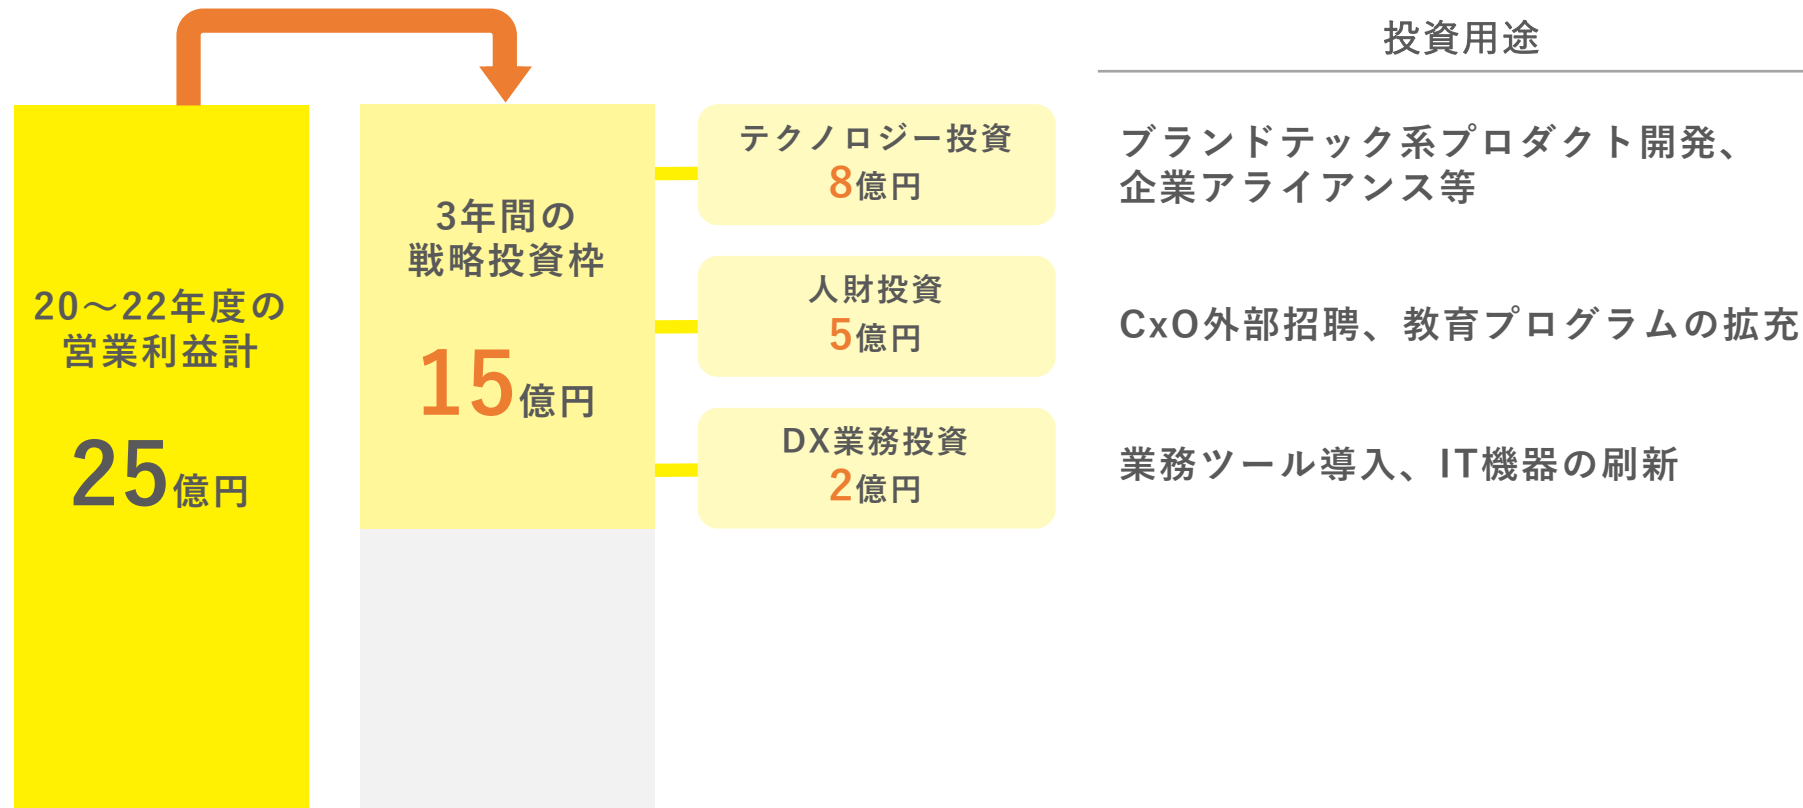 投資用途
20～22年度の
営業利益計
25億円
3年間の
戦略投資枠
15億円
テクノロジー投資
8億円
ブランドテック系プロダクト開発、
企業アライアンス等
人財投資
5億円
CxO外部招聘、教育プログラムの拡充
DX業務投資
2億円
業務ツール導入、IT機器の刷新